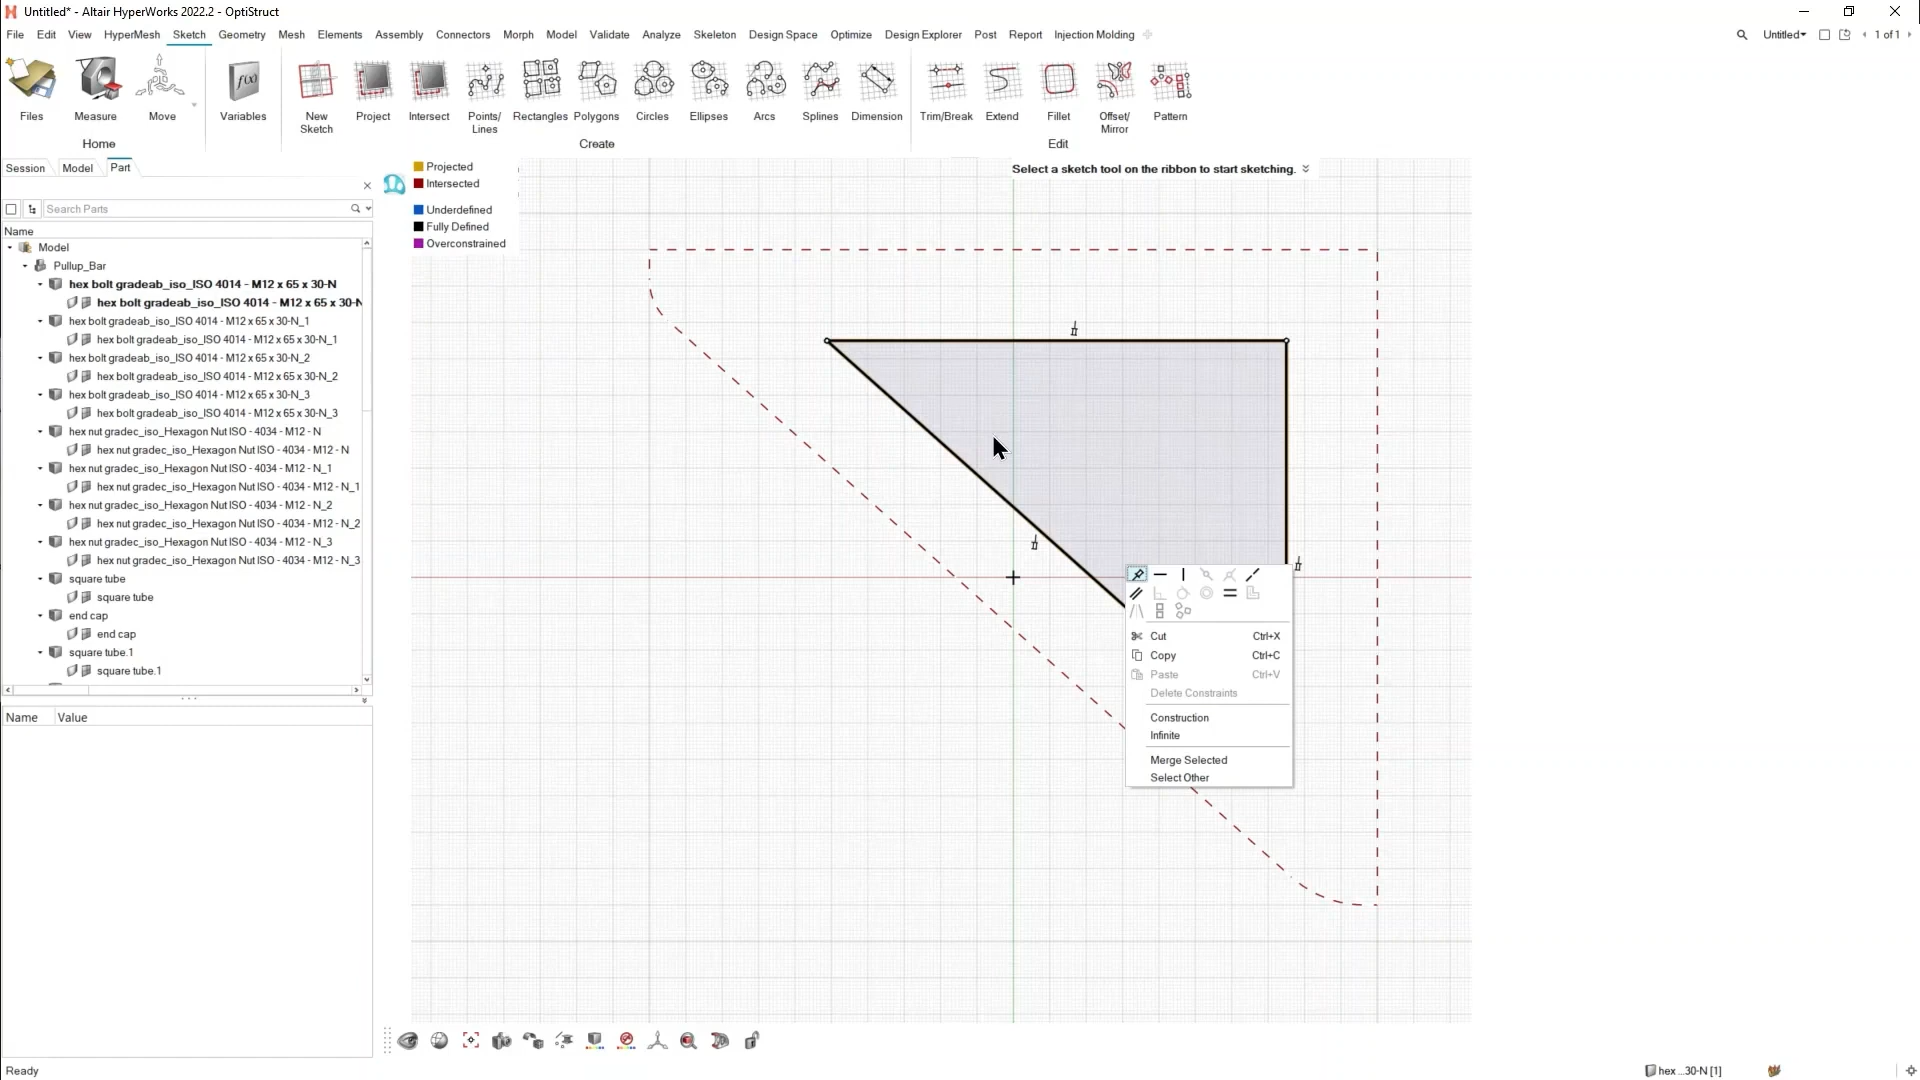 Untitled* - Altair HyperWorks 2022.2 - OptiStruct
File Edit View HyperMesh Sketch Geometry Mesh Elements Assembly Connectors Morph Model Validate Analyze Skeleton Design Space Optimize Design Explorer Post Report Injection Molding
Untitled 1 of 1
f(x)
Files Measure Move Variables New Sketch Project Intersect Points/ Lines Rectangles Polygons Circles Ellipses Arcs Splines Dimension Trim/Break Extend Fillet Offset/ Mirror Pattern
Home Create Edit
Session Model Part
Search Parts
Name
Model
Pullup_Bar
hex bolt gradeab_iso_ISO 4014 - M12 x 65 x 30-N
hex bolt gradeab_iso_ISO 4014 - M12 x 65 x 30-N
hex bolt gradeab_iso_ISO 4014 - M12 x 65 x 30-N_1
hex bolt gradeab_iso_ISO 4014 - M12 x 65 x 30-N_1
hex bolt gradeab_iso_ISO 4014 - M12 x 65 x 30-N_2
hex bolt gradeab_iso_ISO 4014 - M12 x 65 x 30-N_2
hex bolt gradeab_iso_ISO 4014 - M12 x 65 x 30-N_3
hex bolt gradeab_iso_ISO 4014 - M12 x 65 x 30-N_3
hex nut gradec_iso_Hexagon Nut ISO - 4034 - M12 - N
hex nut gradec_iso_Hexagon Nut ISO - 4034 - M12 - N
hex nut gradec_iso_Hexagon Nut ISO - 4034 - M12 - N_1
hex nut gradec_iso_Hexagon Nut ISO - 4034 - M12 - N_1
hex nut gradec_iso_Hexagon Nut ISO - 4034 - M12 - N_2
hex nut gradec_iso_Hexagon Nut ISO - 4034 - M12 - N_2
hex nut gradec_iso_Hexagon Nut ISO - 4034 - M12 - N_3
hex nut gradec_iso_Hexagon Nut ISO - 4034 - M12 - N_3
square tube
square tube
end cap
end cap
square tube.1
square tube.1
Name Value
Projected
Intersected
Underdefined
Fully Defined
Overconstrained
Select a sketch tool on the ribbon to start sketching.
Cut Ctrl+X
Copy Ctrl+C
Paste Ctrl+V
Delete Constraints
Construction
Infinite
Merge Selected
Select Other
Ready
hex ...30-N [1]